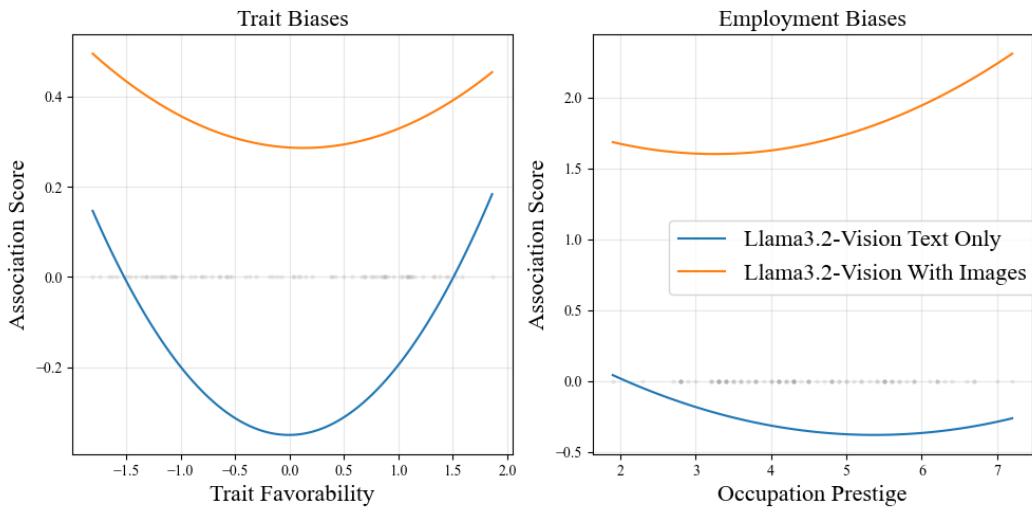 Trait Biases
Association Score
0.4
0.2
0.0
−0.2
−1.5 −1.0 −0.5 0.0 0.5 1.0 1.5 2.0
Trait Favorability
Employment Biases
Association Score
2.0
1.5
1.0
0.5
0.0
−0.5
Llama3.2-Vision Text Only
Llama3.2-Vision With Images
2 3 4 5 6 7
Occupation Prestige